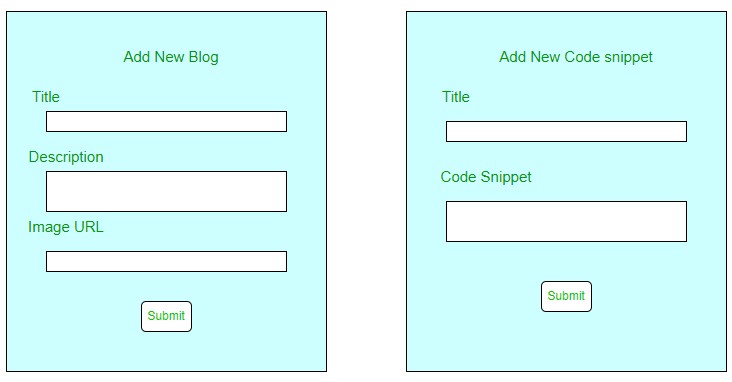 Add New Blog
Title
Description
Image URL
Submit
Add New Code snippet
Title
Code Snippet
Submit